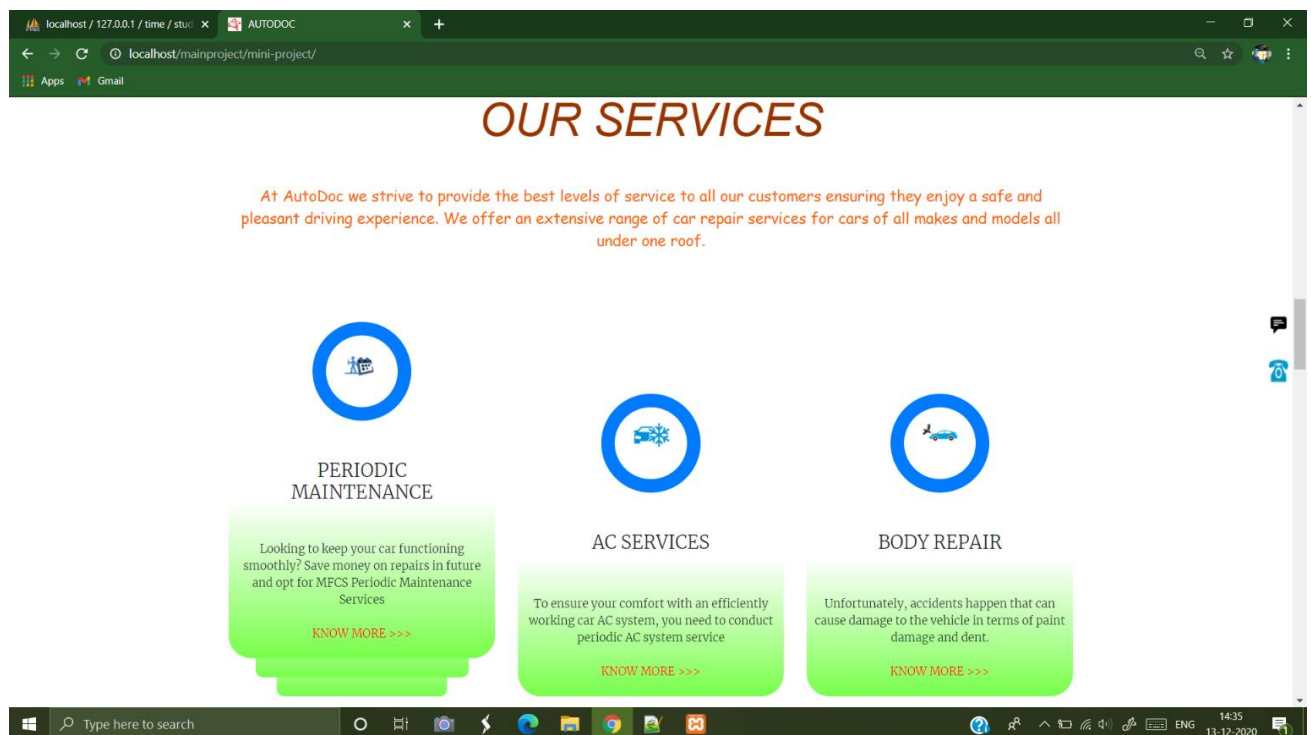 localhost / 127.0.0.1 / time / stud
AUTODOC
localhost/mainproject/mini-project/
Apps
Gmail
OUR SERVICES
At AutoDoc we strive to provide the best levels of service to all our customers ensuring they enjoy a safe and
pleasant driving experience. We offer an extensive range of car repair services for cars of all makes and models all
under one roof.
PERIODIC
MAINTENANCE
Looking to keep your car functioning
smoothly? Save money on repairs in future
and opt for MFCS Periodic Maintenance
Services
KNOW MORE >>>
AC SERVICES
To ensure your comfort with an efficiently
working car AC system, you need to conduct
periodic AC system service
KNOW MORE >>>
BODY REPAIR
Unfortunately, accidents happen that can
cause damage to the vehicle in terms of paint
damage and dent.
KNOW MORE >>>
Type here to search
ENG
14:35
13-12-2020